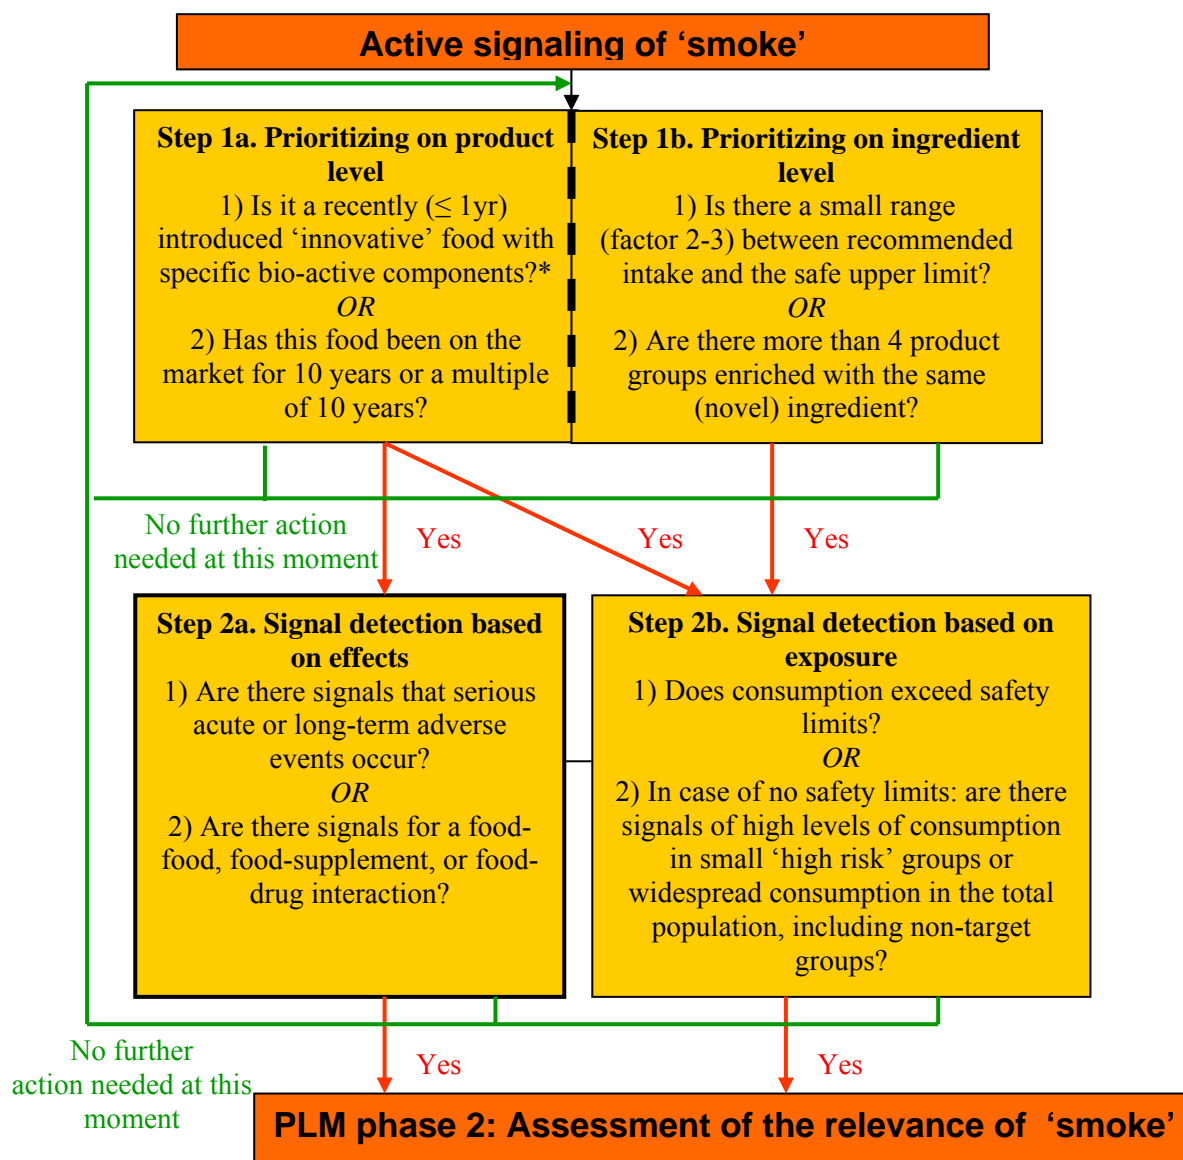 Active signaling of ‘smoke’
Step 1a. Prioritizing on product
level
1) Is it a recently (≤ 1yr)
introduced ‘innovative’ food with
specific bio-active components?*
OR
2) Has this food been on the
market for 10 years or a multiple
of 10 years?
Step 1b. Prioritizing on ingredient
level
1) Is there a small range
(factor 2-3) between recommended
intake and the safe upper limit?
OR
2) Are there more than 4 product
groups enriched with the same
(novel) ingredient?
No further action
needed at this moment
Yes
Yes
Yes
Step 2a. Signal detection based
on effects
1) Are there signals that serious
acute or long-term adverse
events occur?
OR
2) Are there signals for a food-
food, food-supplement, or food-
drug interaction?
Step 2b. Signal detection based on
exposure
1) Does consumption exceed safety
limits?
OR
2) In case of no safety limits: are there
signals of high levels of consumption
in small ‘high risk’ groups or
widespread consumption in the total
population, including non-target
groups?
No further
action needed at this
moment
Yes
Yes
PLM phase 2: Assessment of the relevance of ‘smoke’